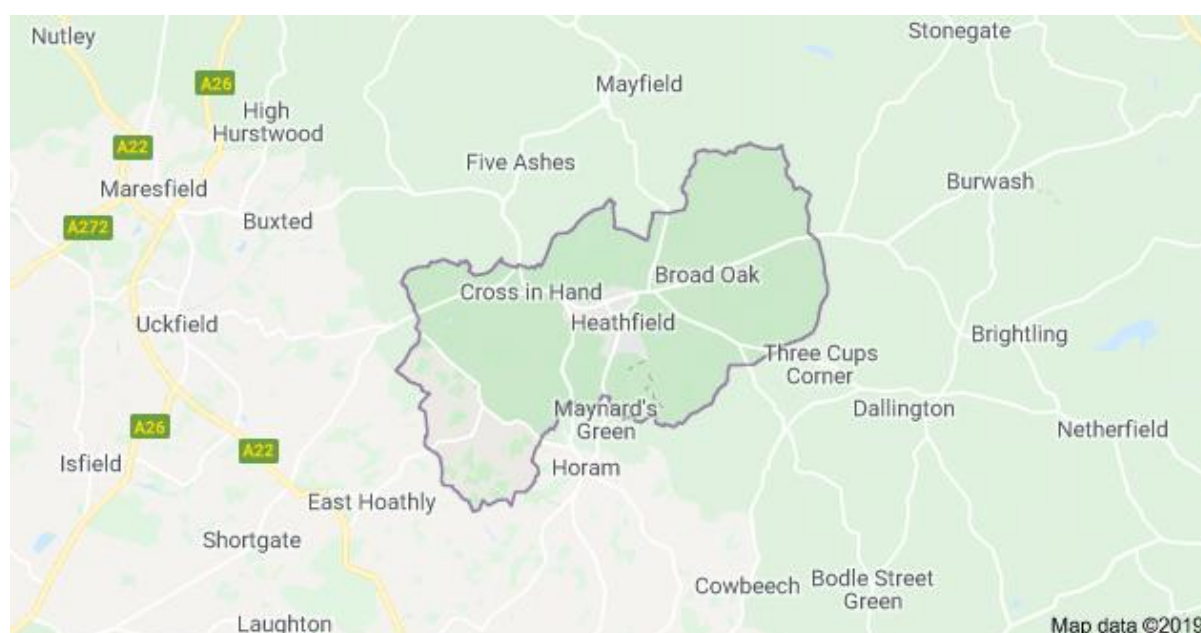 Nutley
Stonegate
A26
Mayfield
High
Hurstwood
A22
Five Ashes
Maresfield
Burwash
Buxted
A272
Broad Oak
Cross in Hand
Uckfield
Heathfield
Brightling
Three Cups
Corner
Maynard's
Green
Dallington
A26
Netherfield
A22
Isfield
Horam
East Hoathly
Shortgate
Cowbeech
Bodle Street
Green
Laughton
Map data ©2019